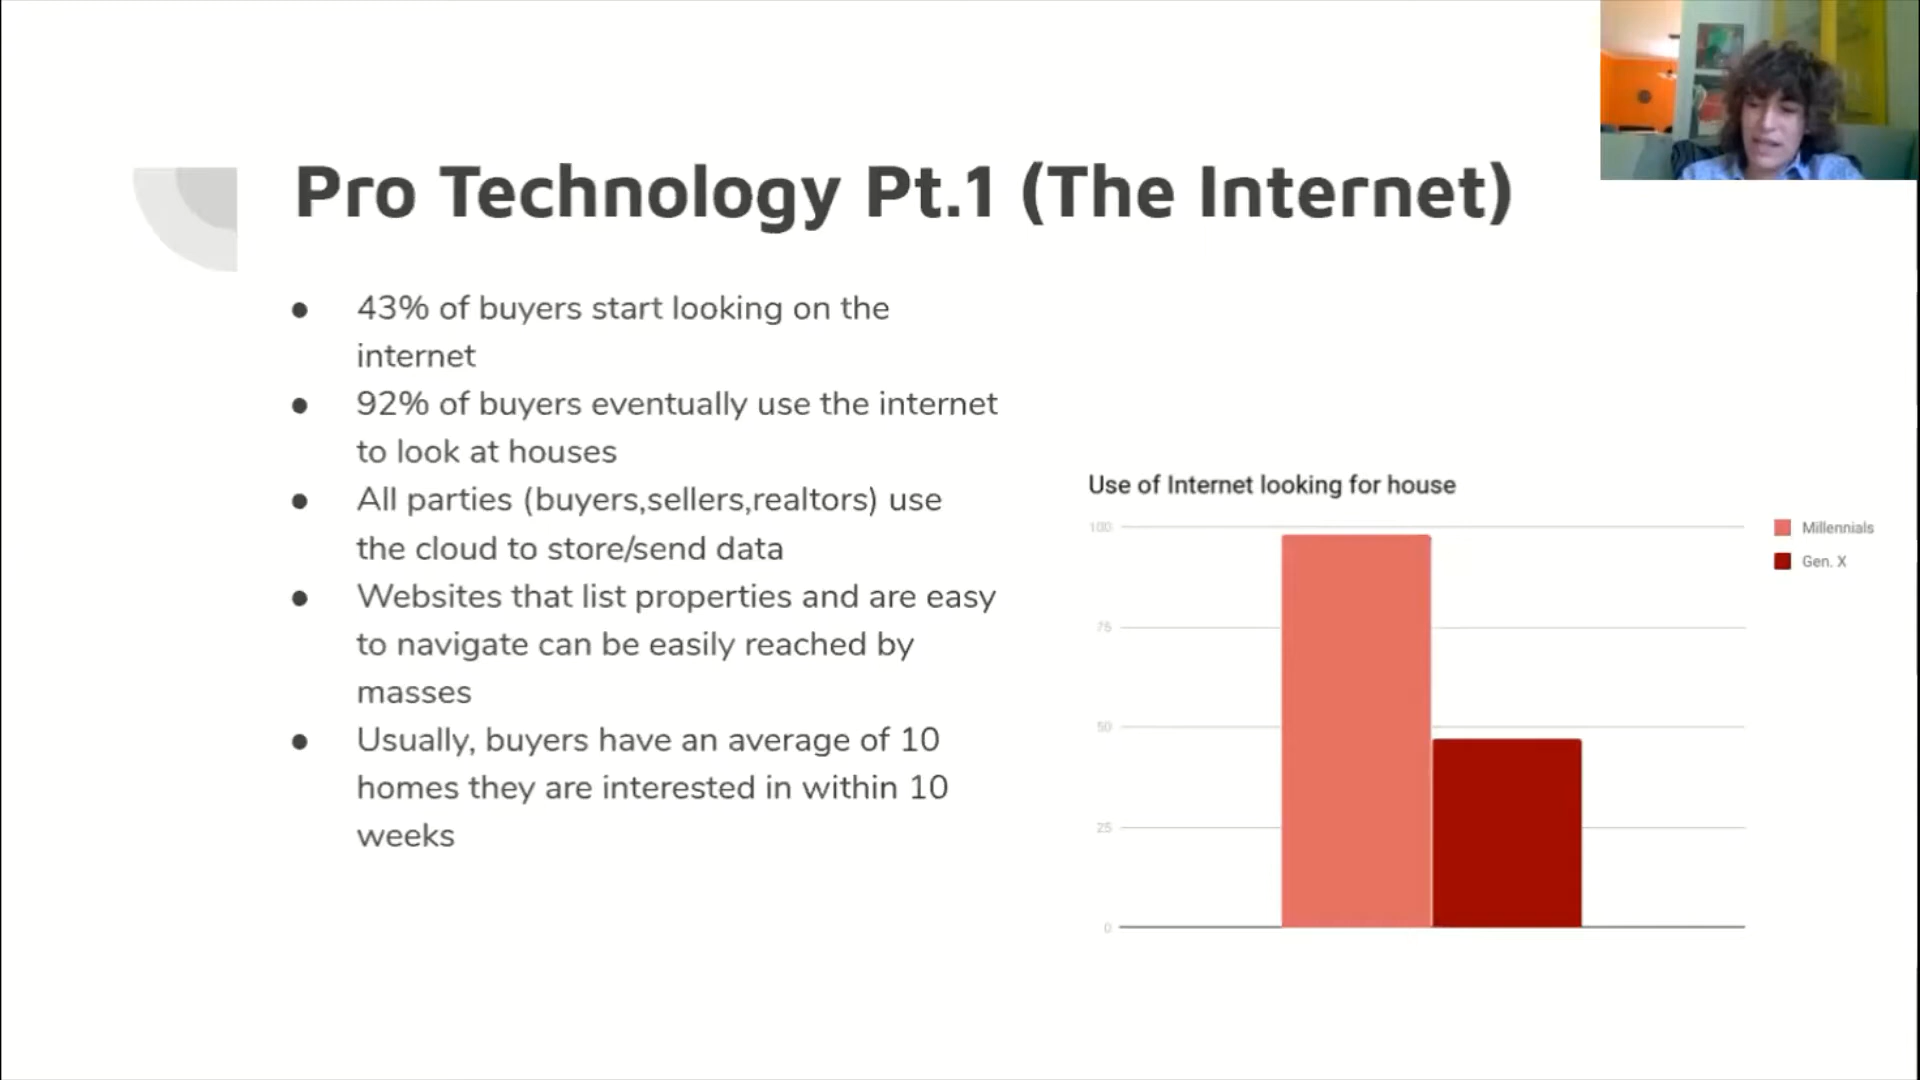 Pro Technology Pt.1 (The Internet)
● 43% of buyers start looking on the
internet
● 92% of buyers eventually use the internet
to look at houses
● All parties (buyers,sellers,realtors) use
the cloud to store/send data
● Websites that list properties and are easy
to navigate can be easily reached by
masses
● Usually, buyers have an average of 10
homes they are interested in within 10
weeks
Use of Internet looking for house
100
75
50
25
0
Millennials
Gen. X